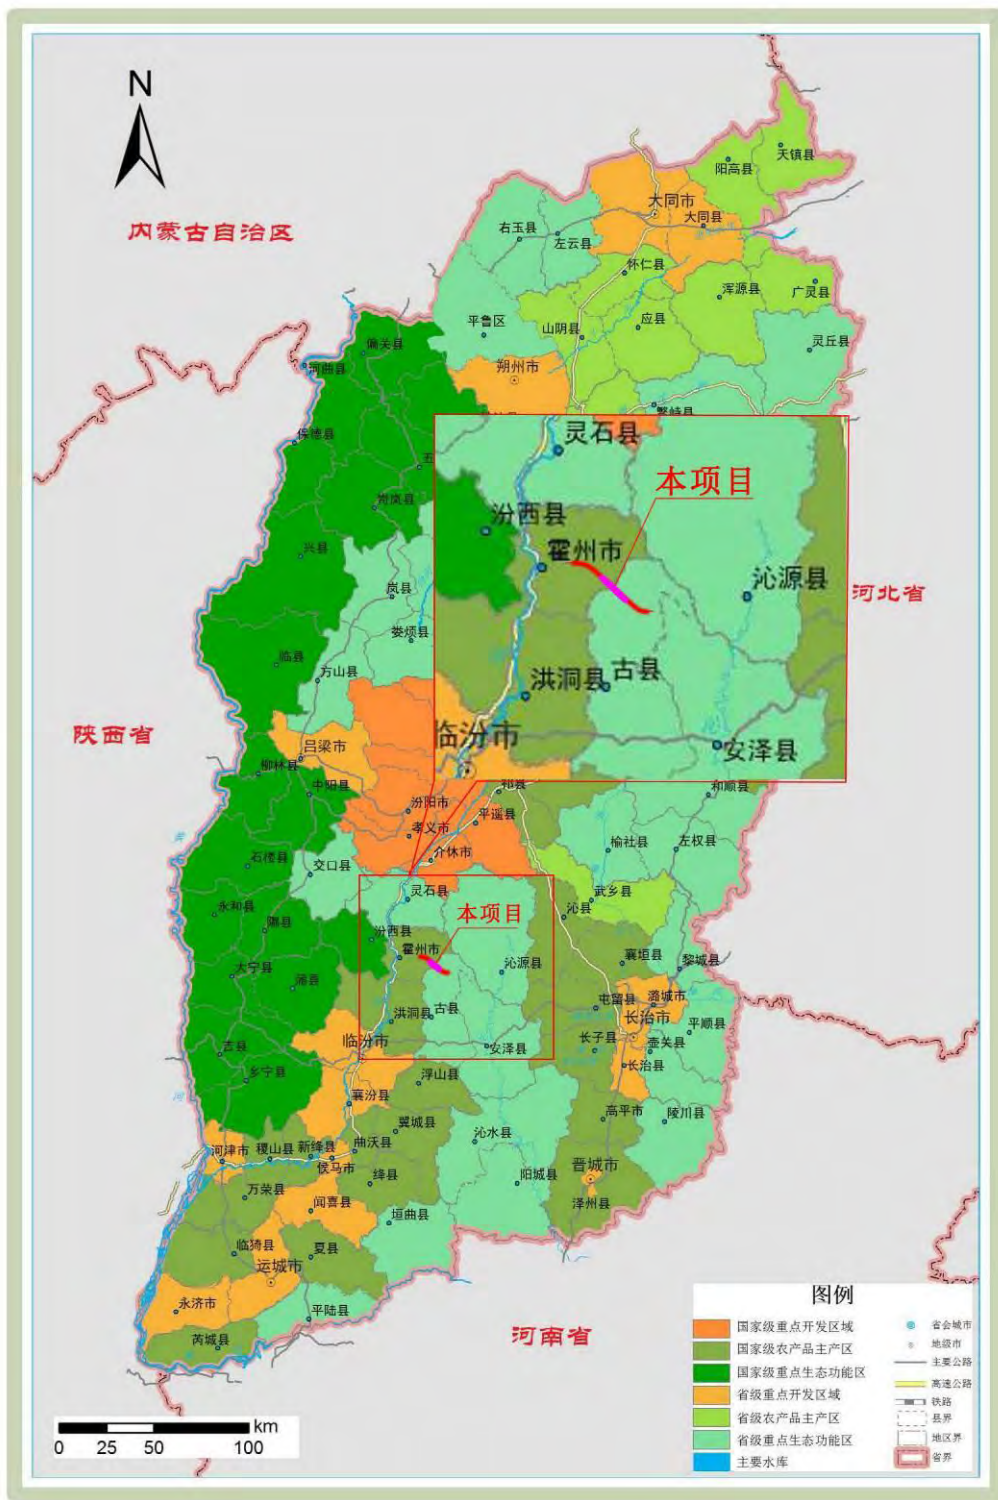 N
内蒙古自治区
天镇县
阳高县
大同市
大同县
右玉县
左云县
怀仁县
浑源县
广灵县
平鲁区
山阴县
应县
灵丘县
偏关县
河曲县
朔州市
繁峙县
保德县
五
岢岚县
兴县
岚县
娄烦县
临县
方山县
灵石县
本项目
汾西县
霍州市
沁源县
河北省
洪洞县
古县
临汾市
安泽县
陕西省
吕梁市
柳林县
中阳县
汾阳市
祁县
平遥县
孝义市
介休市
和顺县
榆社县
左权县
石楼县
交口县
灵石县
武乡县
沁县
永和县
隰县
汾西县
本项目
霍州市
沁源县
襄垣县
黎城县
大宁县
蒲县
屯留县
潞城市
洪洞县
古县
长治市
平顺县
吉县
临汾市
安泽县
长子县
壶关县
长治县
乡宁县
浮山县
襄汾县
翼城县
沁水县
高平市
陵川县
河津市
稷山县
新绛县
侯马市
曲沃县
绛县
阳城县
晋城市
泽州县
万荣县
闻喜县
垣曲县
临猗县
夏县
运城市
永济市
平陆县
芮城县
河南省
黄
河
图例
国家级重点开发区域
国家级农产品主产区
国家级重点生态功能区
省级重点开发区域
省级农产品主产区
省级重点生态功能区
主要水库
省会城市
地级市
主要公路
高速公路
铁路
县界
地区界
省界
km
0 25 50 100